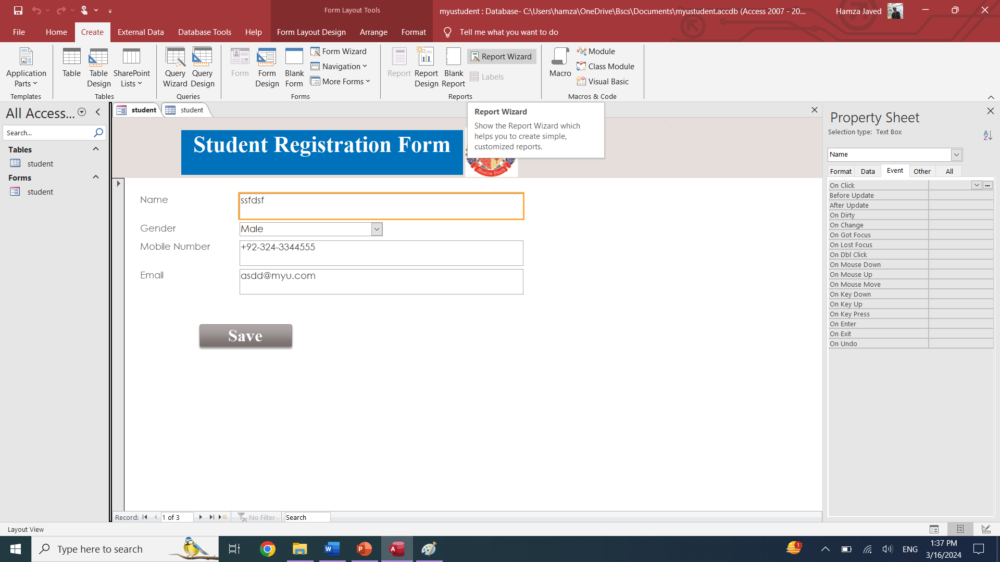 Form Layout Tools
myustudent : Database- C:\Users\hamza\OneDrive\Bscs\Documents\myustudent.accdb (Access 2007 - 20...
Hamza Javed
File Home Create External Data Database Tools Help Form Layout Design Arrange Format Tell me what you want to do
Application Parts
Templates
Table
Table Design
SharePoint Lists
Tables
Query Wizard
Query Design
Queries
Form
Form Design
Blank Form
Form Wizard
Navigation
More Forms
Forms
Report
Report Design
Blank Report
Report Wizard
Labels
Reports
Macro
Module
Class Module
Visual Basic
Macros & Code
All Access...
Search...
Tables
student
Forms
student
student
student
Report Wizard
Show the Report Wizard which
helps you to create simple,
customized reports.
Student Registration Form
Muslim Youth
Name ssfdsf
Gender Male
Mobile Number +92-324-3344555
Email asdd@myu.com
Save
Record: 1 of 3 No Filter Search
Property Sheet
Selection type: Text Box
A
Z
Name
Format Data Event Other All
On Click
Before Update
After Update
On Dirty
On Change
On Got Focus
On Lost Focus
On Dbl Click
On Mouse Down
On Mouse Up
On Mouse Move
On Key Down
On Key Up
On Key Press
On Enter
On Exit
On Undo
Layout View
Type here to search
1
ENG
1:37 PM
3/16/2024